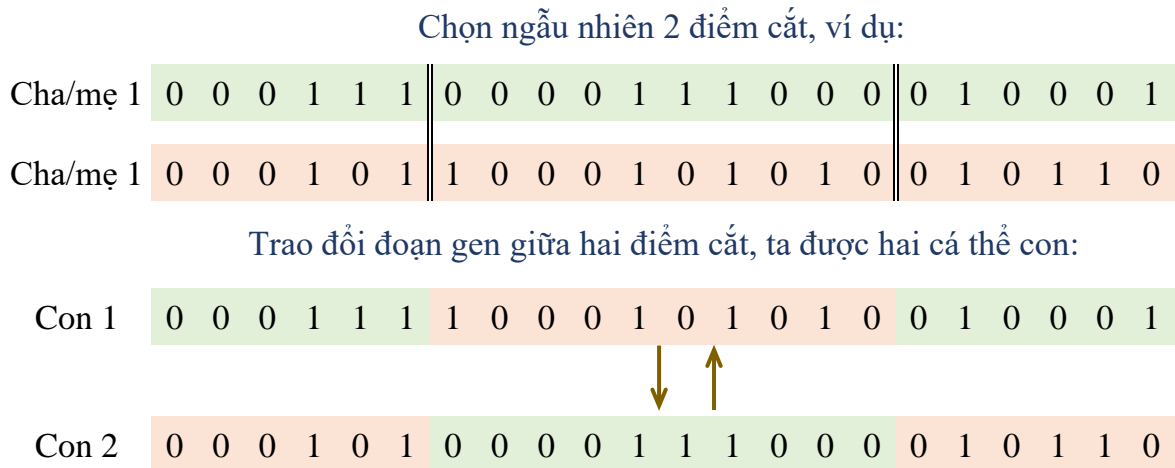 Chọn ngẫu nhiên 2 điểm cắt, ví dụ:
Cha/mẹ 1 0 0 0 1 1 1 0 0 0 0 1 1 1 0 0 0 0 1 0 0 0 1
Cha/mẹ 1 0 0 0 1 0 1 1 0 0 0 1 0 1 0 1 0 0 1 0 1 1 0
Trao đổi đoạn gen giữa hai điểm cắt, ta được hai cá thể con:
Con 1 0 0 0 1 1 1 1 0 0 0 1 0 1 0 1 0 0 1 0 0 0 1
Con 2 0 0 0 1 0 1 0 0 0 0 1 1 1 0 0 0 0 1 0 1 1 0